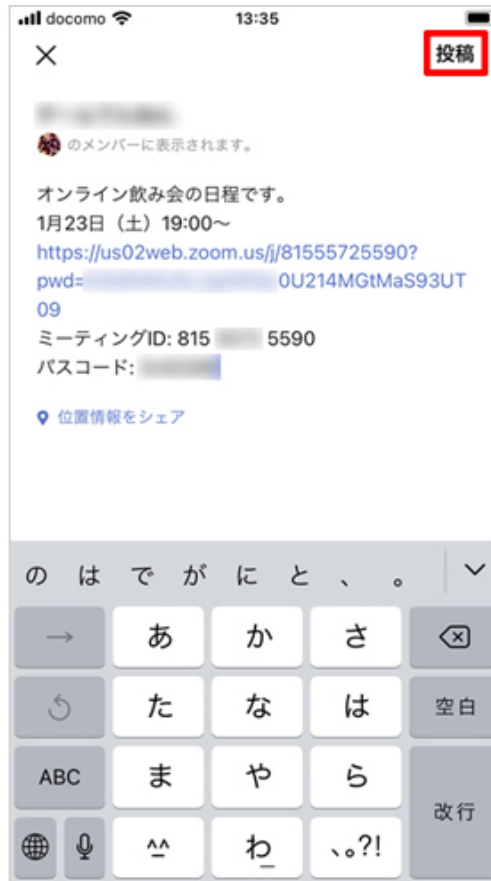 docomo 13:35
投稿
のメンバーに表示されます。
オンライン飲み会の日程です。
1月23日（土）19:00〜
https://us02web.zoom.us/j/81555725590?
pwd= 0U214MGtMaS93UT
09
ミーティングID: 815 5590
パスコード:
位置情報をシェア
の は で が に と 、 。
→ あ か さ
た な は 空白
ABC ま や ら
改行
^^ わ_ 、。?!